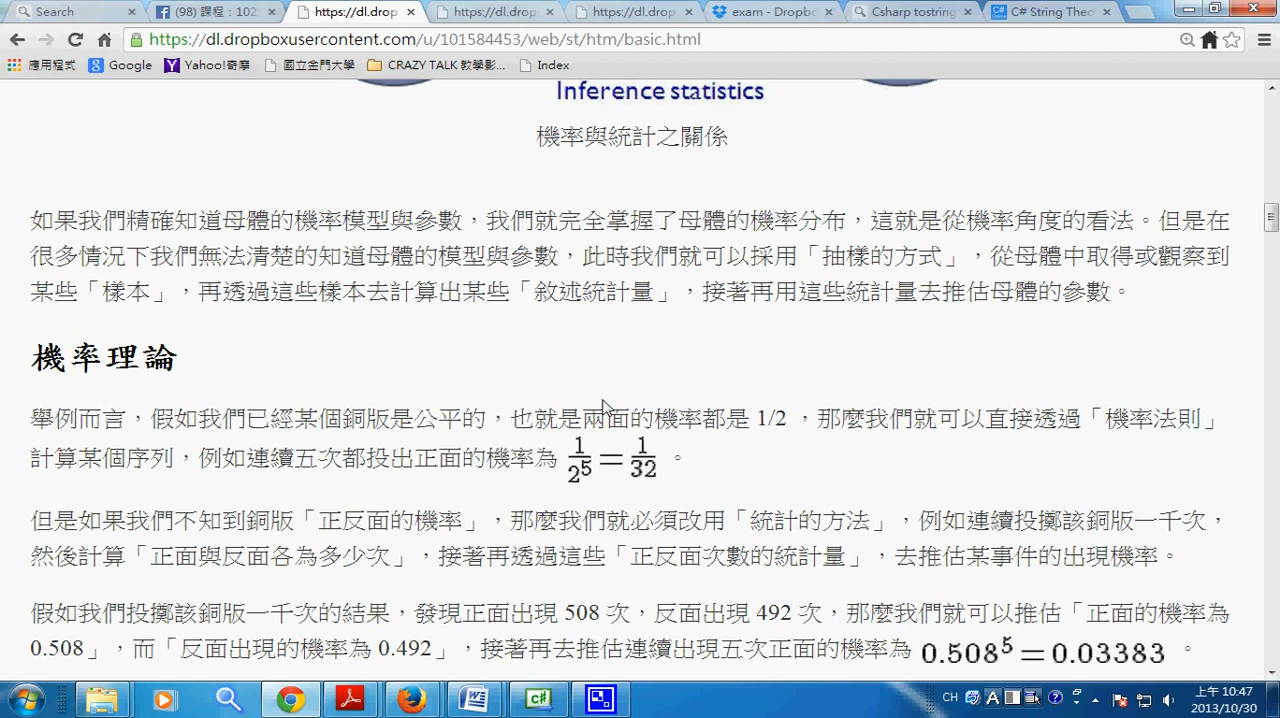 Search
(98) 課程：102
https://dl.drop
https://dl.drop
https://dl.drop
exam - Dropbo
Csharp tostring
C# String The
https://dl.dropboxusercontent.com/u/101584453/web/st/htm/basic.html
應用程式 Google Yahoo!奇摩 國立金門大學 CRAZY TALK 教學影... Index
Inference statistics
機率與統計之關係
如果我們精確知道母體的機率模型與參數，我們就完全掌握了母體的機率分布，這就是從機率角度的看法。但是在
很多情況下我們無法清楚的知道母體的模型與參數，此時我們就可以採用「抽樣的方式」，從母體中取得或觀察到
某些「樣本」，再透過這些樣本去計算出某些「敘述統計量」，接著再用這些統計量去推估母體的參數。
機率理論
舉例而言，假如我們已經某個銅版是公平的，也就是兩面的機率都是 1/2 ，那麼我們就可以直接透過「機率法則」
計算某個序列，例如連續五次都投出正面的機率為 1/2⁵ = 1/32 。
但是如果我們不知到銅版「正反面的機率」，那麼我們就必須改用「統計的方法」，例如連續投擲該銅版一千次，
然後計算「正面與反面各為多少次」，接著再透過這些「正反面次數的統計量」，去推估某事件的出現機率。
假如我們投擲該銅版一千次的結果，發現正面出現 508 次，反面出現 492 次，那麼我們就可以推估「正面的機率為
0.508」，而「反面出現的機率為 0.492」，接著再去推估連續出現五次正面的機率為 0.508⁵ = 0.03383 。
CH
上午 10:47
2013/10/30